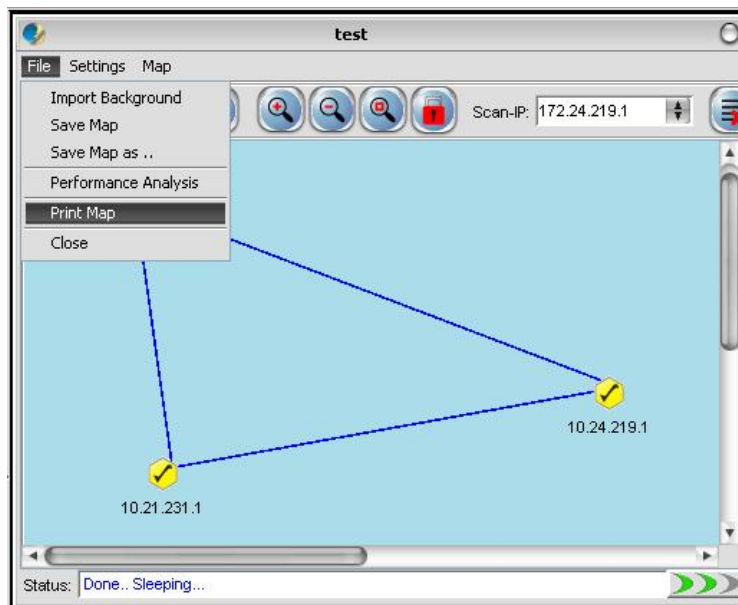 test
File Settings Map
Import Background
Save Map
Save Map as ..
Performance Analysis
Print Map
Close
Scan-IP: 172.24.219.1
10.24.219.1
10.21.231.1
Status: Done.. Sleeping...